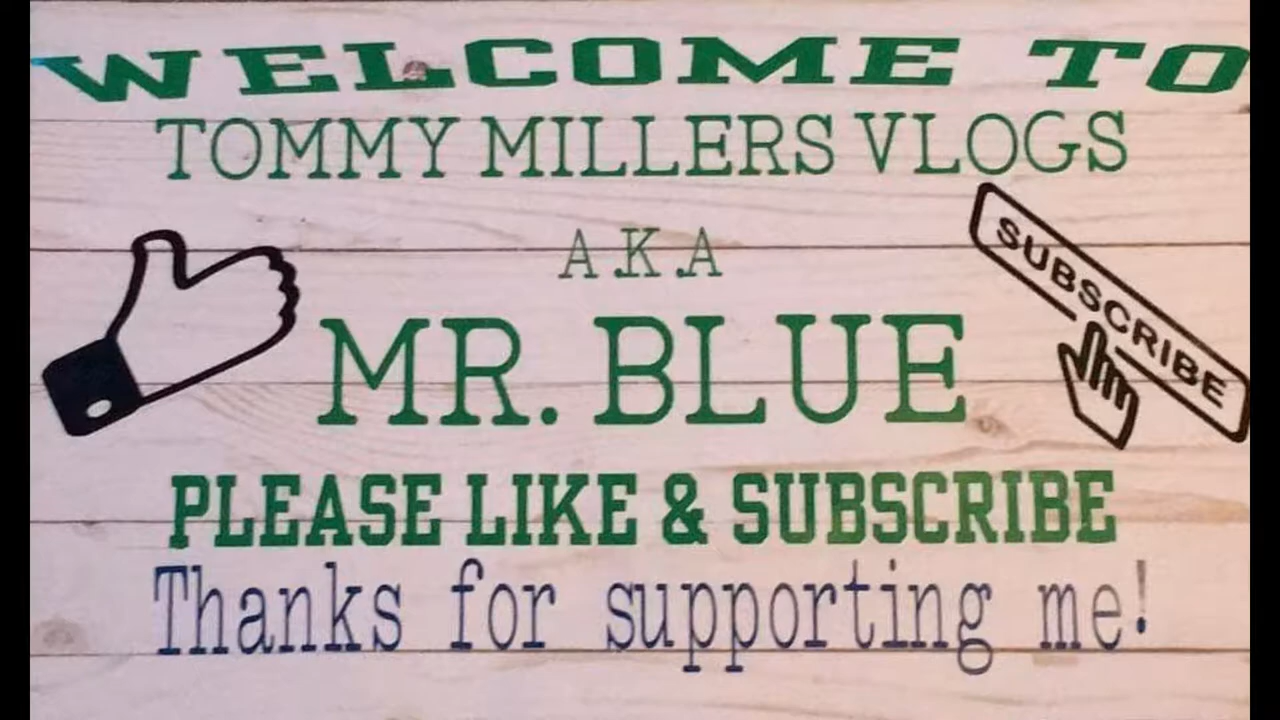 WELCOME TO
TOMMY MILLERS VLOGS
A.K.A
MR. BLUE
SUBSCRIBE
PLEASE LIKE & SUBSCRIBE
Thanks for supporting me!